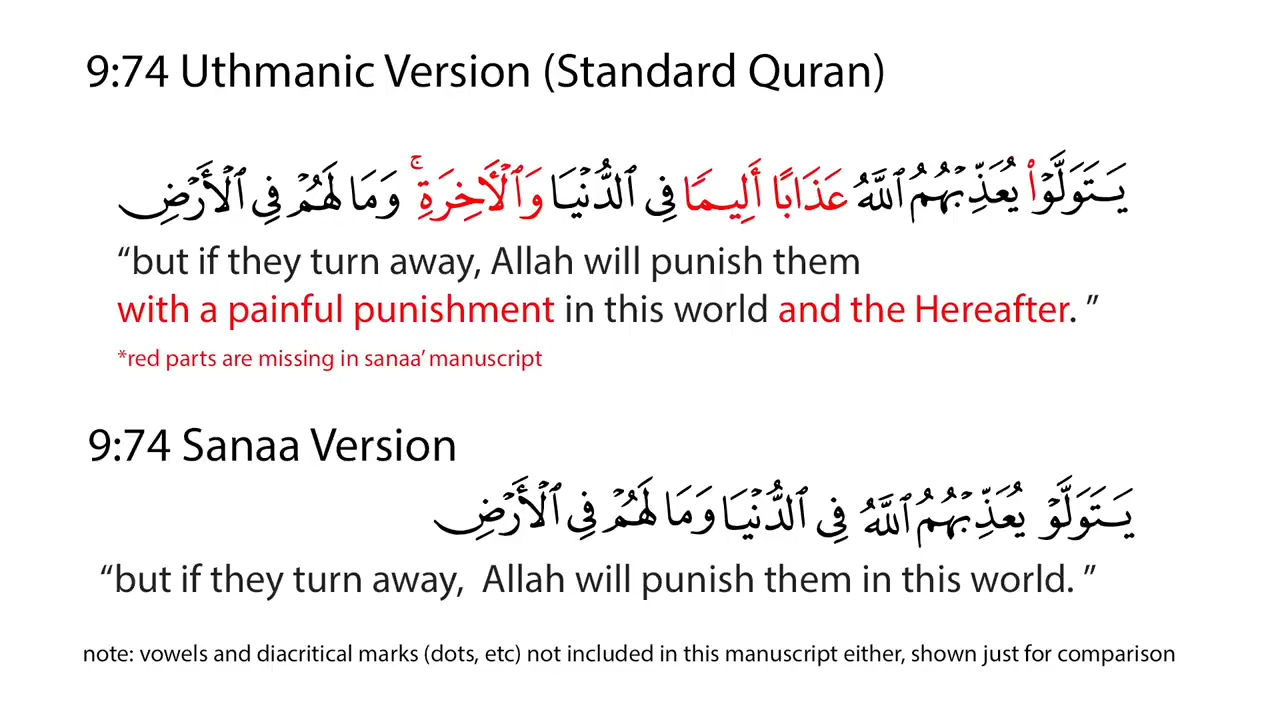 9:74 Uthmanic Version (Standard Quran)
يَتَوَلَّوْا۟ يُعَذِّبْهُمُ ٱللَّهُ عَذَابًا أَلِيمًا فِى ٱلدُّنْيَا وَٱلْأَخِرَةِ ۚ وَمَا لَهُمْ فِى ٱلْأَرْضِ
“but if they turn away, Allah will punish them
with a painful punishment in this world and the Hereafter. ”
*red parts are missing in sanaa’ manuscript
9:74 Sanaa Version
يَتَوَلَّوْ يُعَذِّبْهُمُ ٱللَّهُ فِى ٱلدُّنْيَا وَمَا لَهُمْ فِى ٱلْأَرْضِ
“but if they turn away,  Allah will punish them in this world. ”
note: vowels and diacritical marks (dots, etc) not included in this manuscript either, shown just for comparison